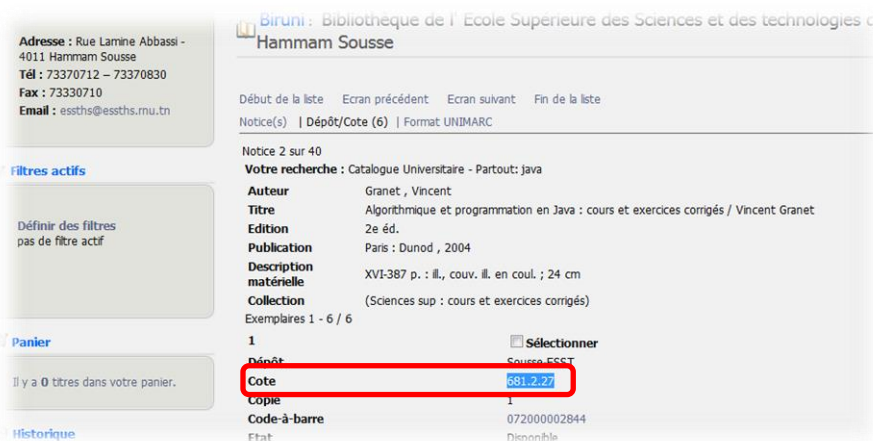 Adresse : Rue Lamine Abbassi -
4011 Hammam Sousse
Tél : 73370712 – 73370830
Fax : 73330710
Email : essths@essths.rnu.tn
Filtres actifs
Définir des filtres
pas de filtre actif
Panier
Il y a 0 titres dans votre panier.
Historique
Biruni : Bibliothèque de l' Ecole Supérieure des Sciences et des technologies d
Hammam Sousse
Début de la liste Ecran précédent Ecran suivant Fin de la liste
Notice(s) | Dépôt/Cote (6) | Format UNIMARC
Notice 2 sur 40
Votre recherche : Catalogue Universitaire - Partout: java
Auteur Granet , Vincent
Titre Algorithmique et programmation en Java : cours et exercices corrigés / Vincent Granet
Edition 2e éd.
Publication Paris : Dunod , 2004
Description
matérielle XVI-387 p. : ill., couv. ill. en coul. ; 24 cm
Collection (Sciences sup : cours et exercices corrigés)
Exemplaires 1 - 6 / 6
1 Sélectionner
Dépôt Sousse-ESST
Cote 681.2.27
Copie 1
Code-à-barre 072000002844
Etat Disponible